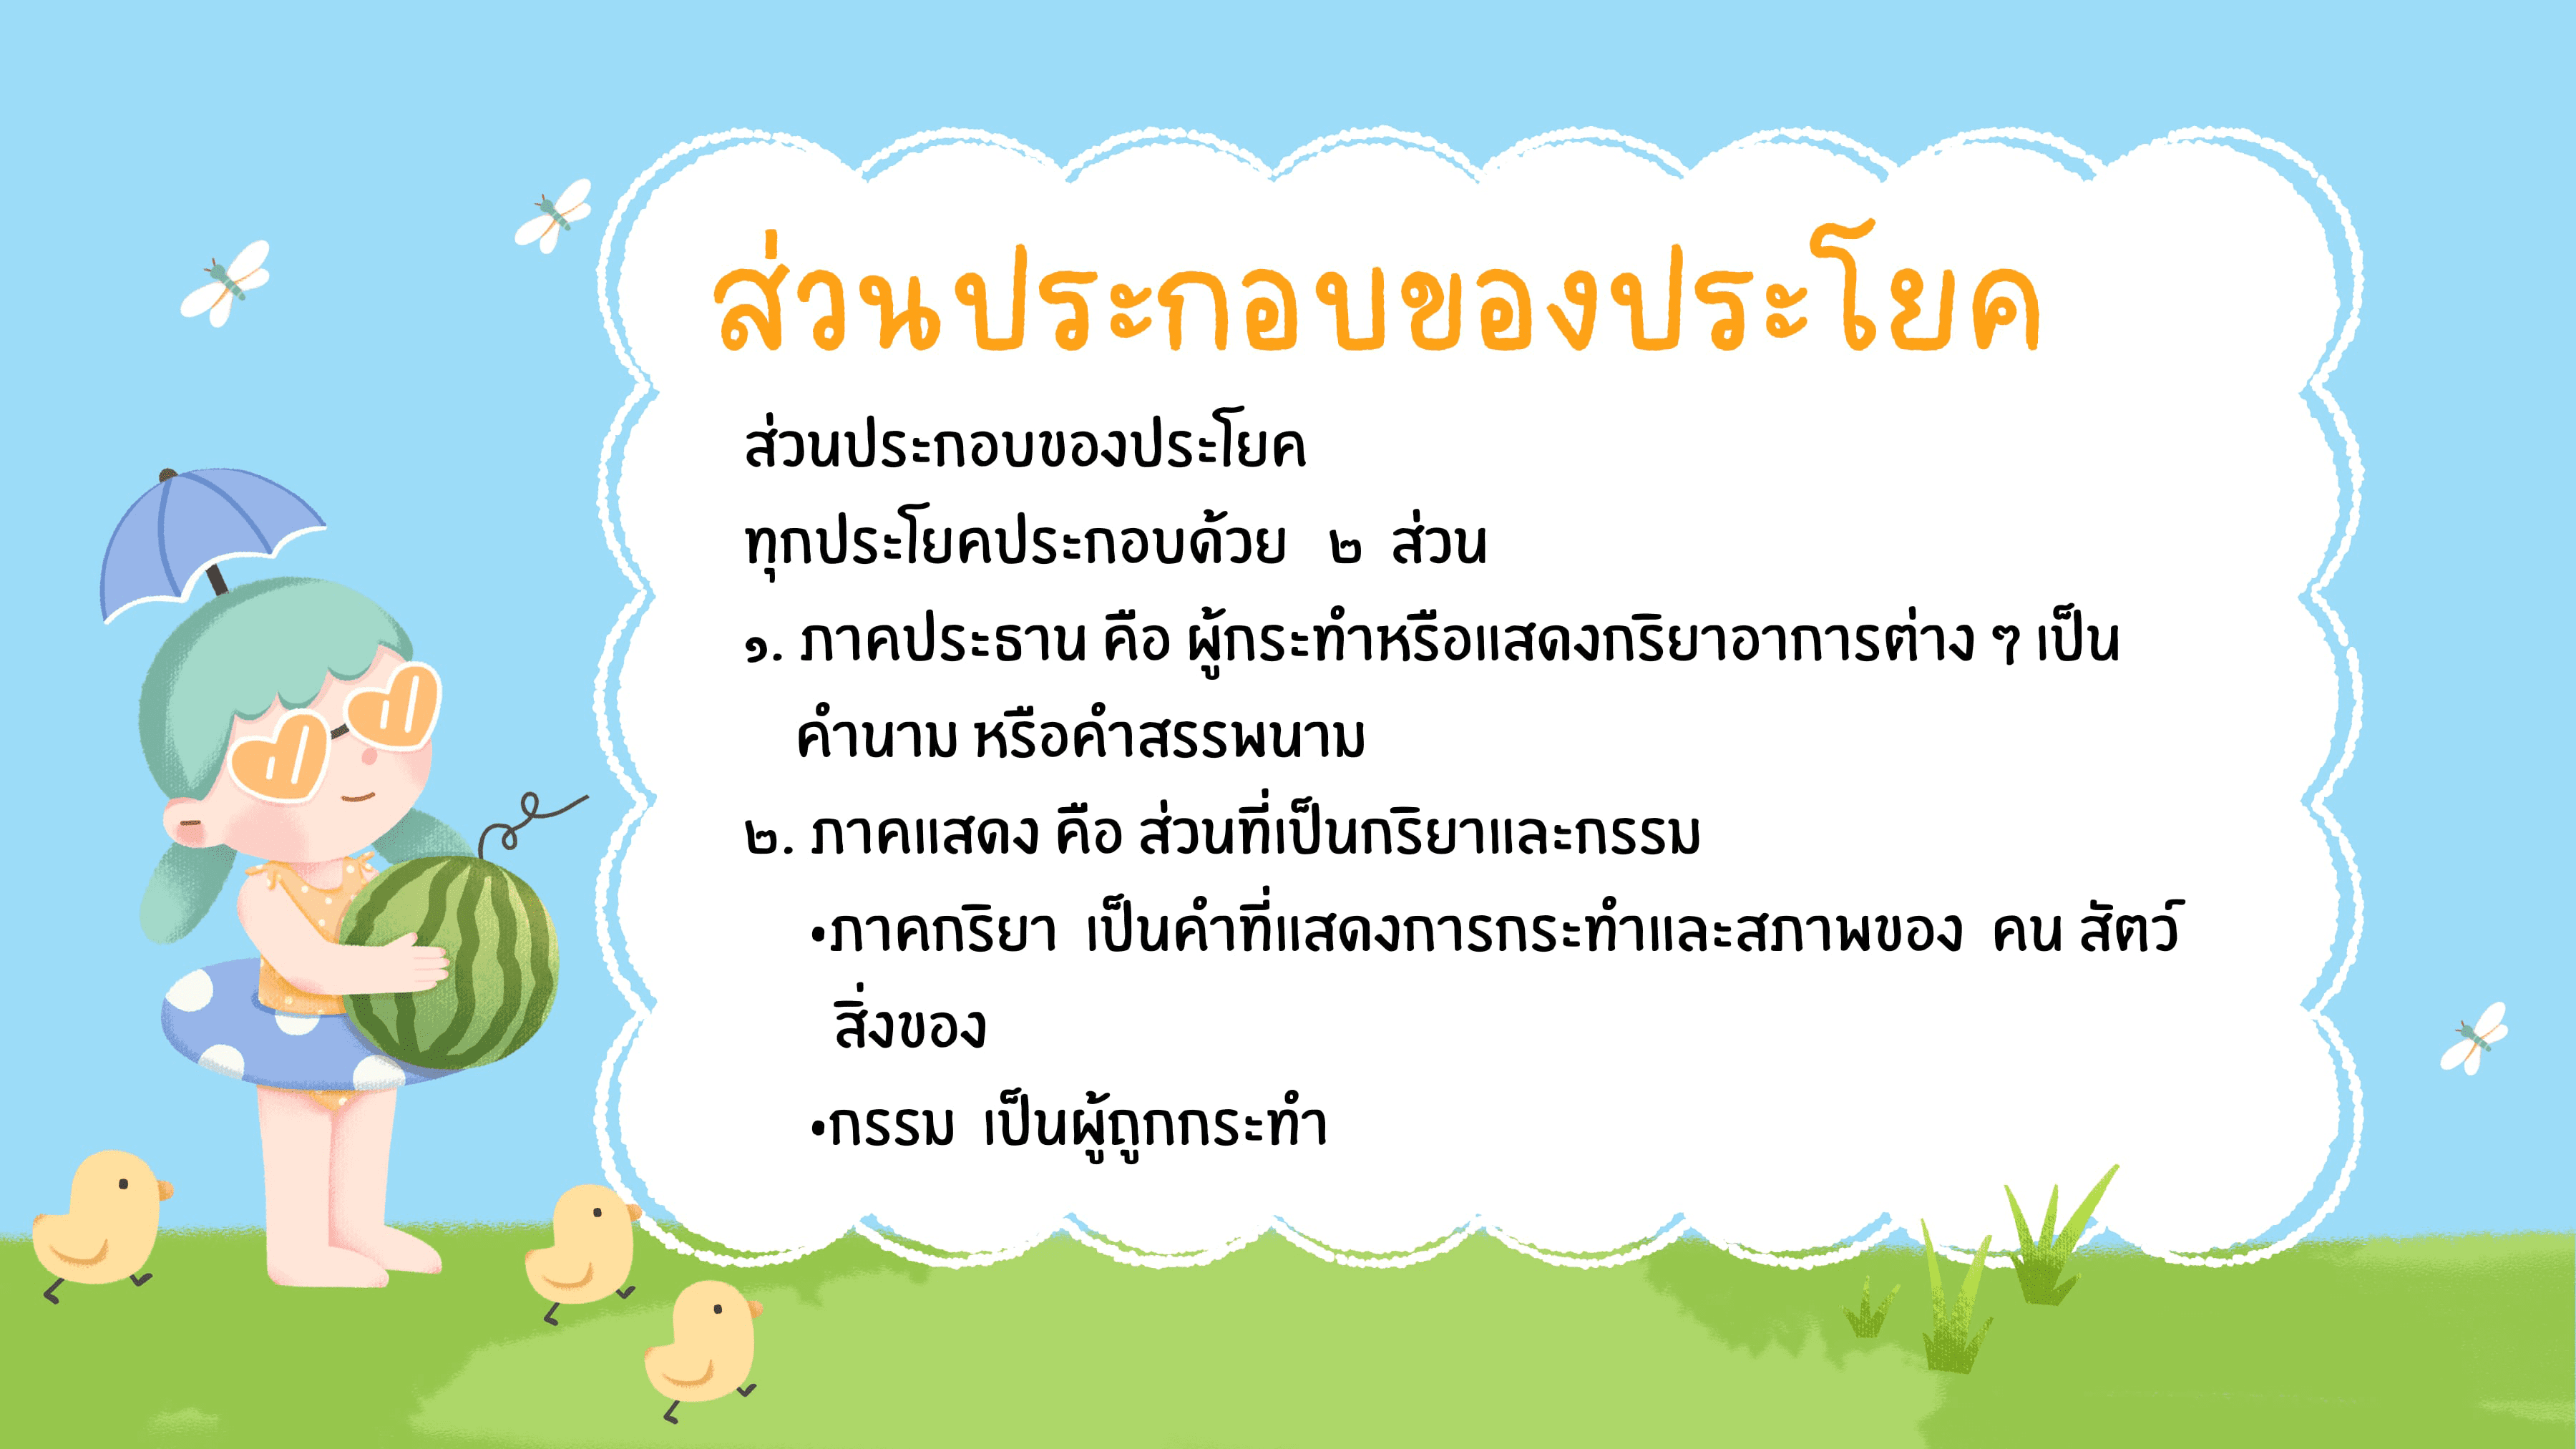 ส่วนประกอบของประโยค
ส่วนประกอบของประโยค
ทุกประโยคประกอบด้วย ๒ ส่วน
๑. ภาคประธาน คือ ผู้กระทำหรือแสดงกริยาอาการต่าง ๆ เป็น
คำนาม หรือคำสรรพนาม
๒. ภาคแสดง คือ ส่วนที่เป็นกริยาและกรรม
•ภาคกริยา เป็นคำที่แสดงการกระทำและสภาพของ คน สัตว์
สิ่งของ
•กรรม เป็นผู้ถูกกระทำ